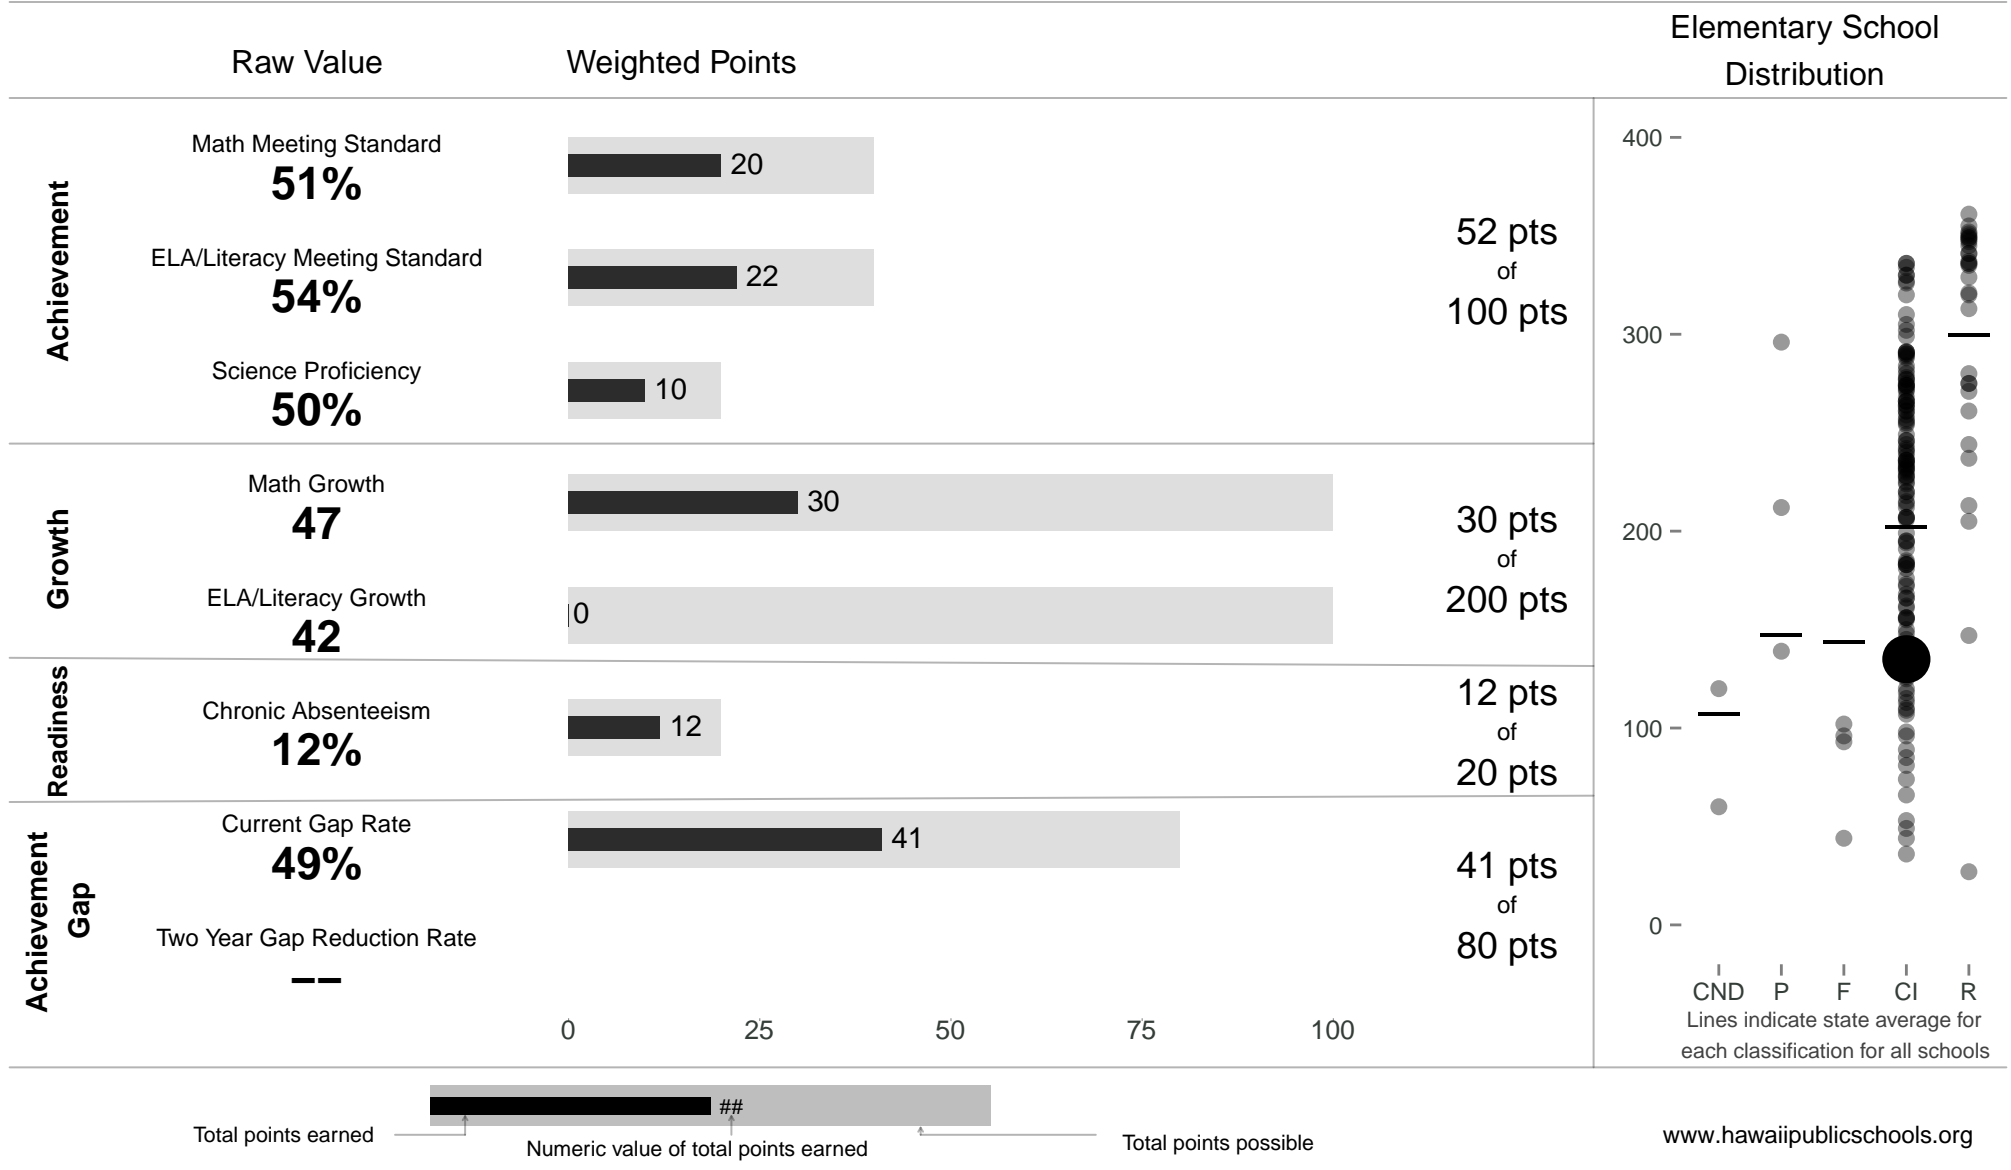 Raw Value
Weighted Points
Elementary School
Distribution
Achievement
Math Meeting Standard
51%
20
ELA/Literacy Meeting Standard
54%
22
Science Proficiency
50%
10
52 pts
of
100 pts
Growth
Math Growth
47
30
ELA/Literacy Growth
42
0
30 pts
of
200 pts
Readiness
Chronic Absenteeism
12%
12
12 pts
of
20 pts
Achievement
Gap
Current Gap Rate
49%
41
Two Year Gap Reduction Rate
––
41 pts
of
80 pts
0 25 50 75 100
400
300
200
100
0
CND P F CI R
Lines indicate state average for
each classification for all schools
##
Total points earned
Numeric value of total points earned
Total points possible
www.hawaiipublicschools.org